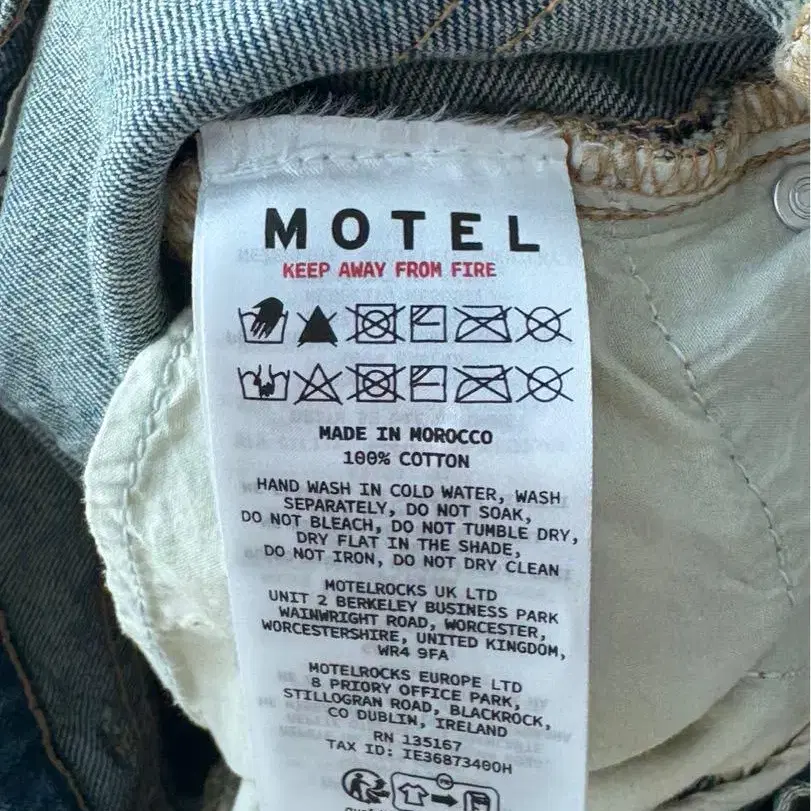 MOTEL
KEEP AWAY FROM FIRE
MADE IN MOROCCO
100% COTTON
HAND WASH IN COLD WATER, WASH
SEPARATELY, DO NOT SOAK,
DO NOT BLEACH, DO NOT TUMBLE DRY,
DRY FLAT IN THE SHADE,
DO NOT IRON, DO NOT DRY CLEAN
MOTELROCKS UK LTD
UNIT 2 BERKELEY BUSINESS PARK
WAINWRIGHT ROAD, WORCESTER,
WORCESTERSHIRE, UNITED KINGDOM,
WR4 9FA
MOTELROCKS EUROPE LTD
8 PRIORY OFFICE PARK,
STILLOGRAN ROAD, BLACKROCK,
CO DUBLIN, IRELAND
RN 135167
TAX ID: IE3687340OH